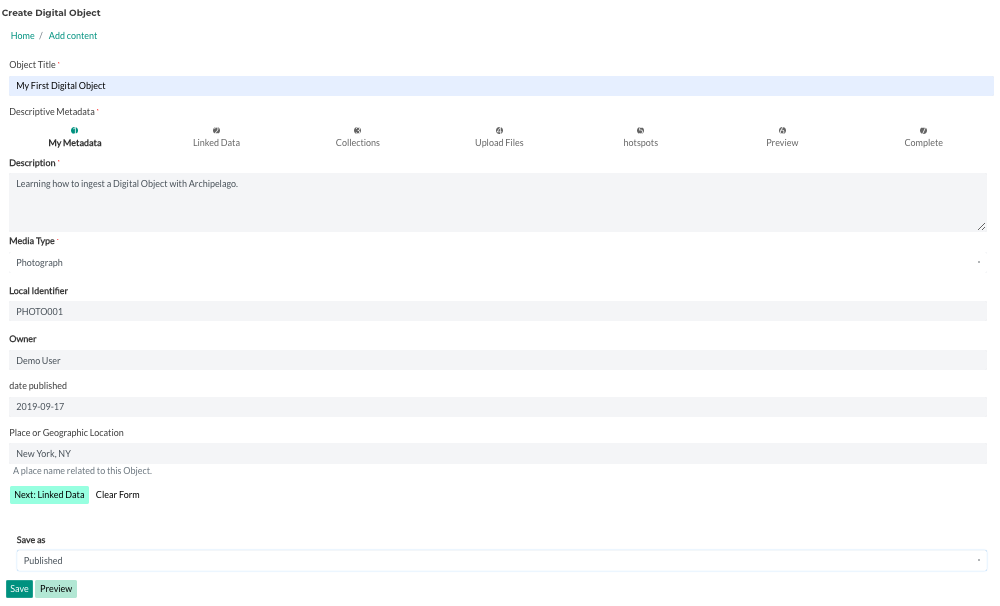 Create Digital Object
Home / Add content
Object Title *
My First Digital Object
Descriptive Metadata *
1 2 3 4 5 6 7
My Metadata Linked Data Collections Upload Files hotspots Preview Complete
Description *
Learning how to ingest a Digital Object with Archipelago.
Media Type *
Photograph
Local Identifier
PHOTO001
Owner
Demo User
date published
2019-09-17
Place or Geographic Location
New York, NY
A place name related to this Object.
Next: Linked Data Clear Form
Save as
Published
Save Preview